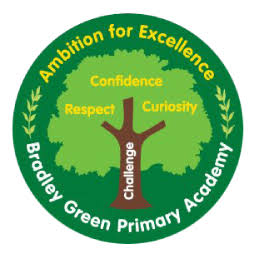 Ambition for Excellence
Confidence
Respect Curiosity
Challenge
Bradley Green Primary Academy